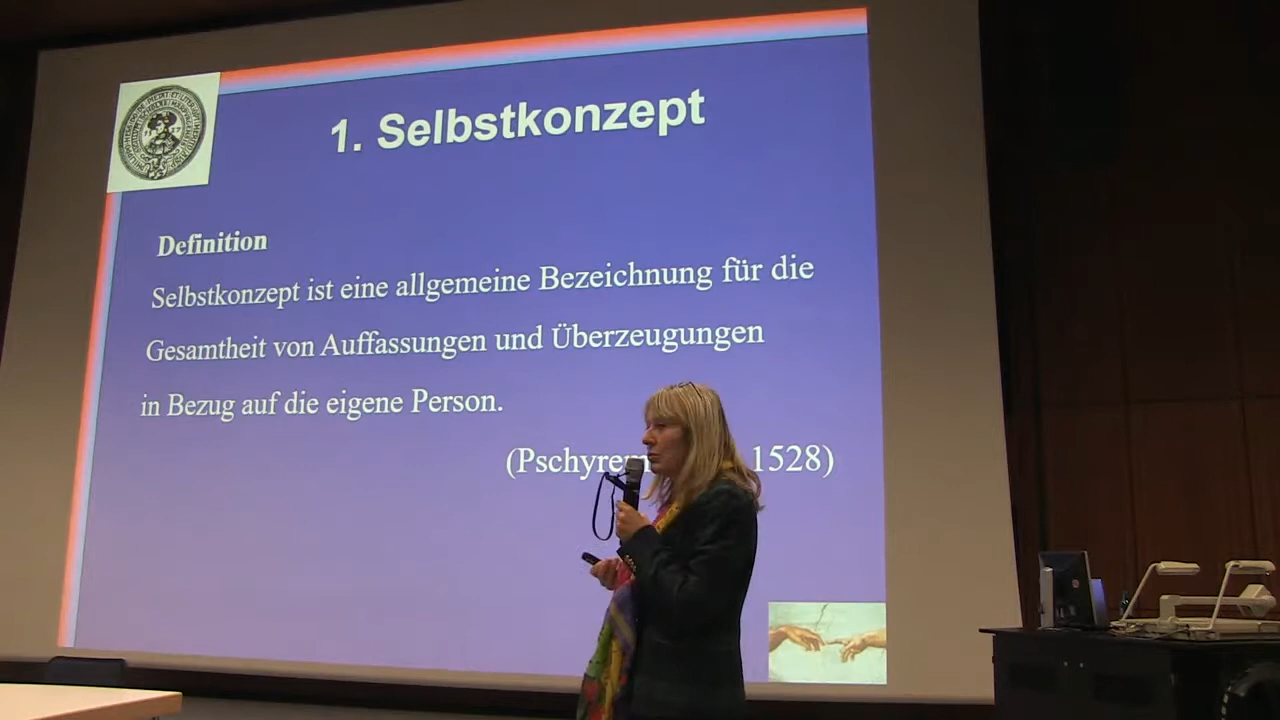 1. Selbstkonzept
Definition
Selbstkonzept ist eine allgemeine Bezeichnung für die
Gesamtheit von Auffassungen und Überzeugungen
in Bezug auf die eigene Person.
(Pschyrem 1528)